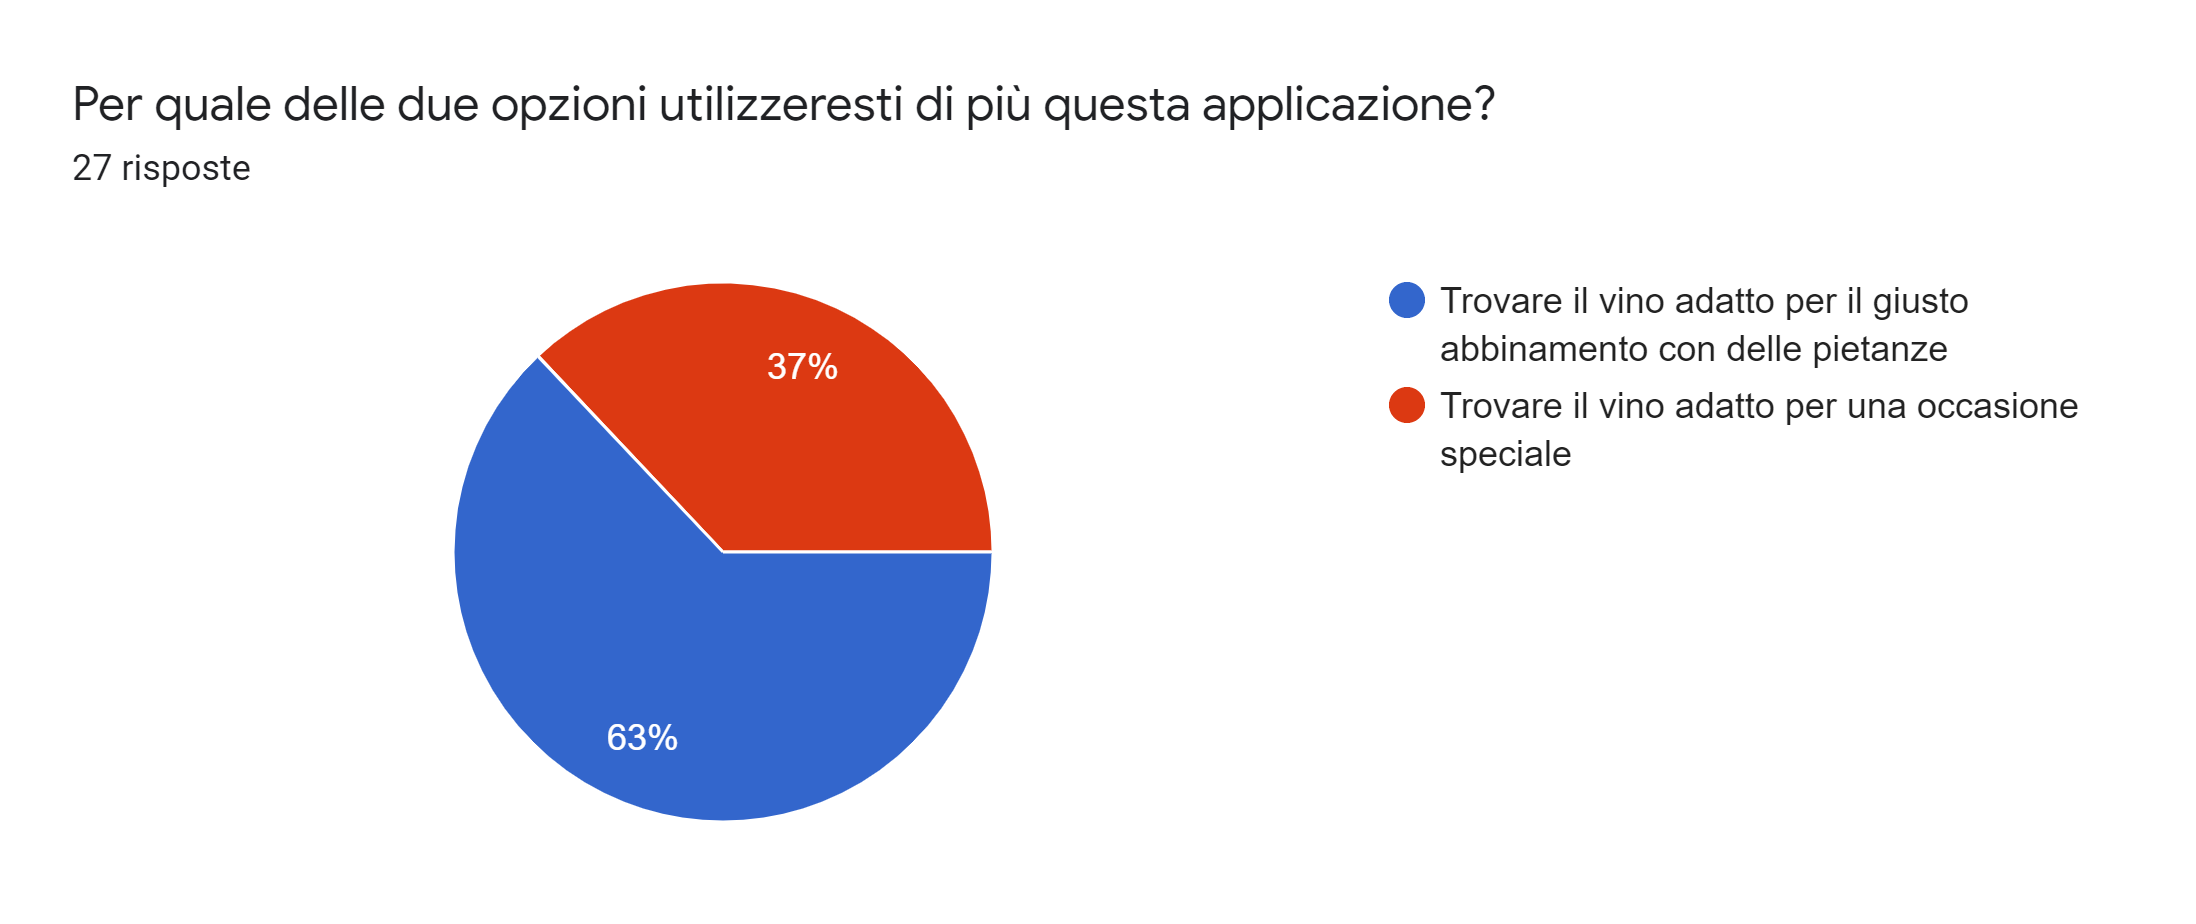 Per quale delle due opzioni utilizzeresti di più questa applicazione?
27 risposte
37%
63%
Trovare il vino adatto per il giusto
abbinamento con delle pietanze
Trovare il vino adatto per una occasione
speciale